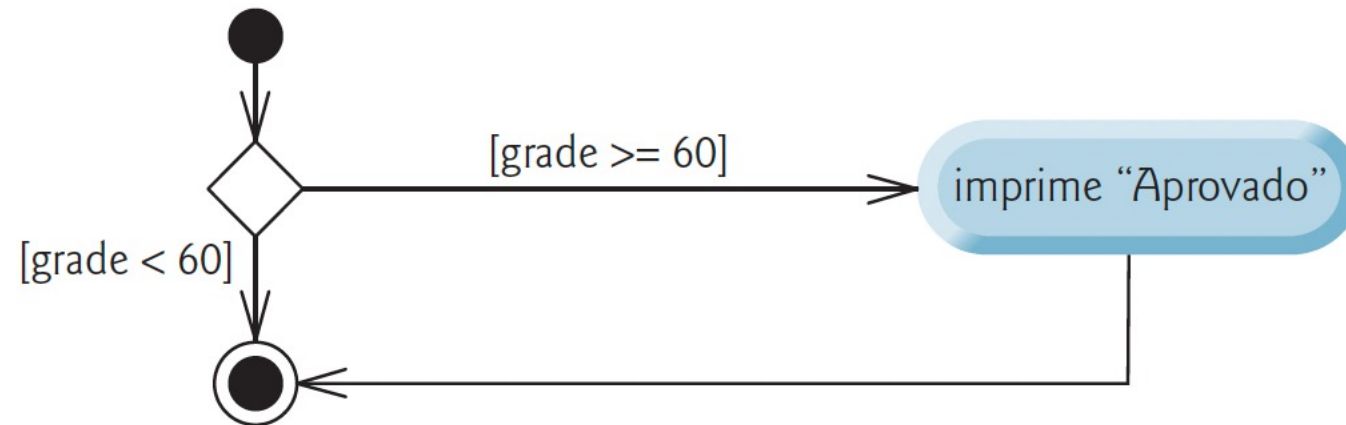 [grade >= 60]
imprime “Aprovado”
[grade < 60]